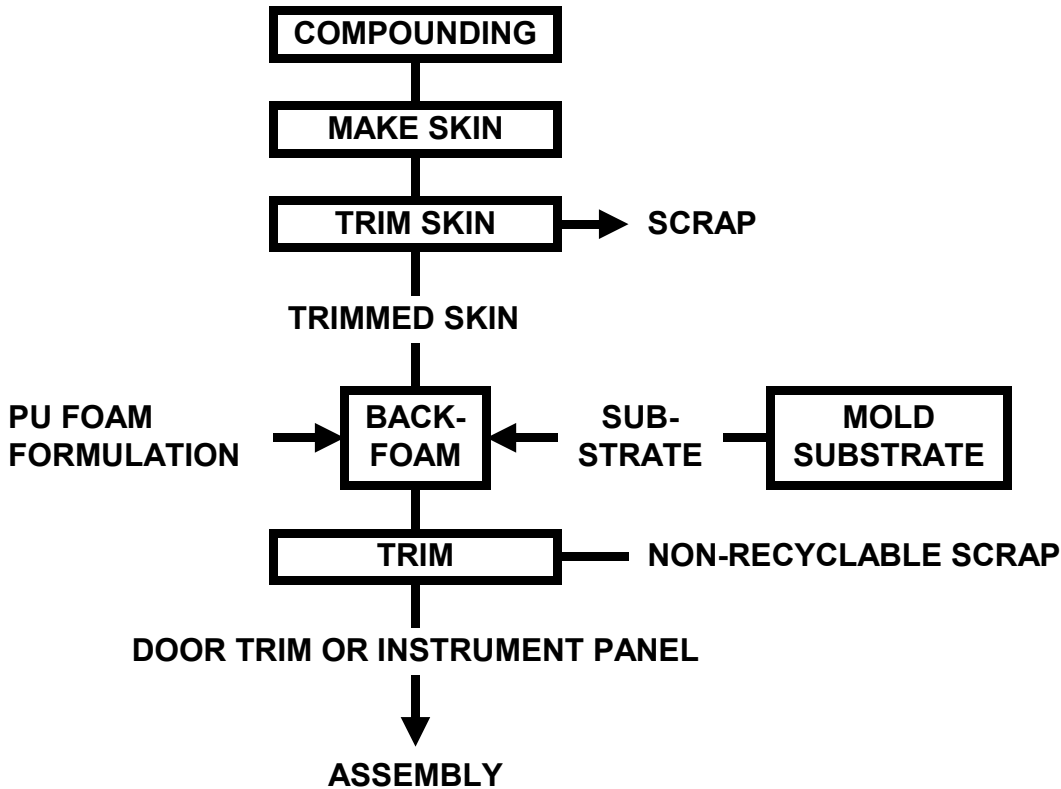 COMPOUNDING
MAKE SKIN
TRIM SKIN
SCRAP
TRIMMED SKIN
PU FOAM
FORMULATION
BACK-
FOAM
SUB-
STRATE
MOLD
SUBSTRATE
TRIM
NON-RECYCLABLE SCRAP
DOOR TRIM OR INSTRUMENT PANEL
ASSEMBLY